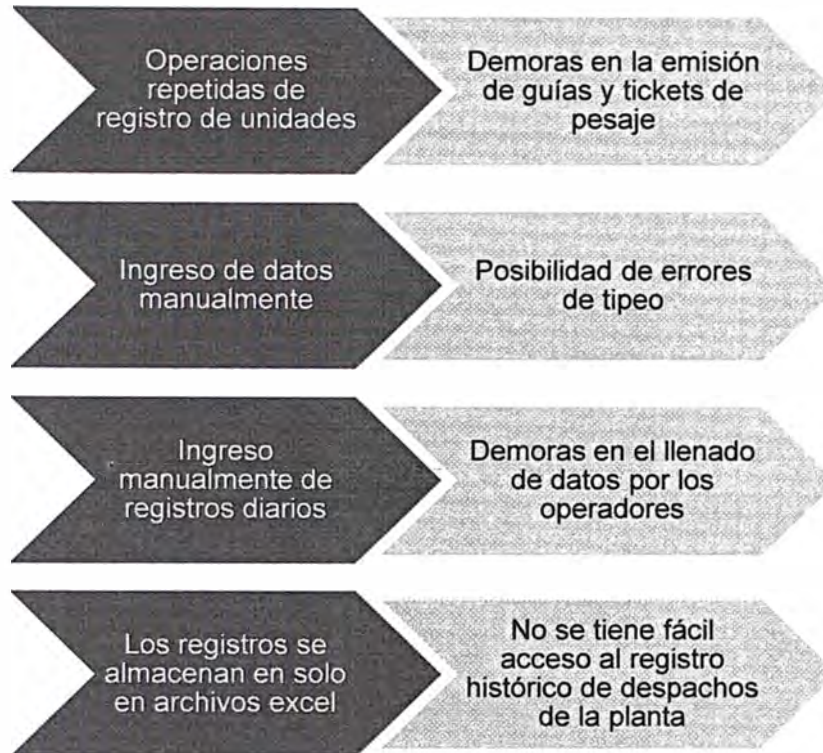 Operaciones
repetidas de
registro de unidades
Demoras en la emisión
de guías y tickets de
pesaje
Ingreso de datos
manualmente
Posibilidad de errores
de tipeo
Ingreso
manualmente de
registros diarios
Demoras en el llenado
de datos por los
operadores
Los registros se
almacenan en solo
en archivos excel
No se tiene fácil
acceso al registro
histórico de despachos
de la planta